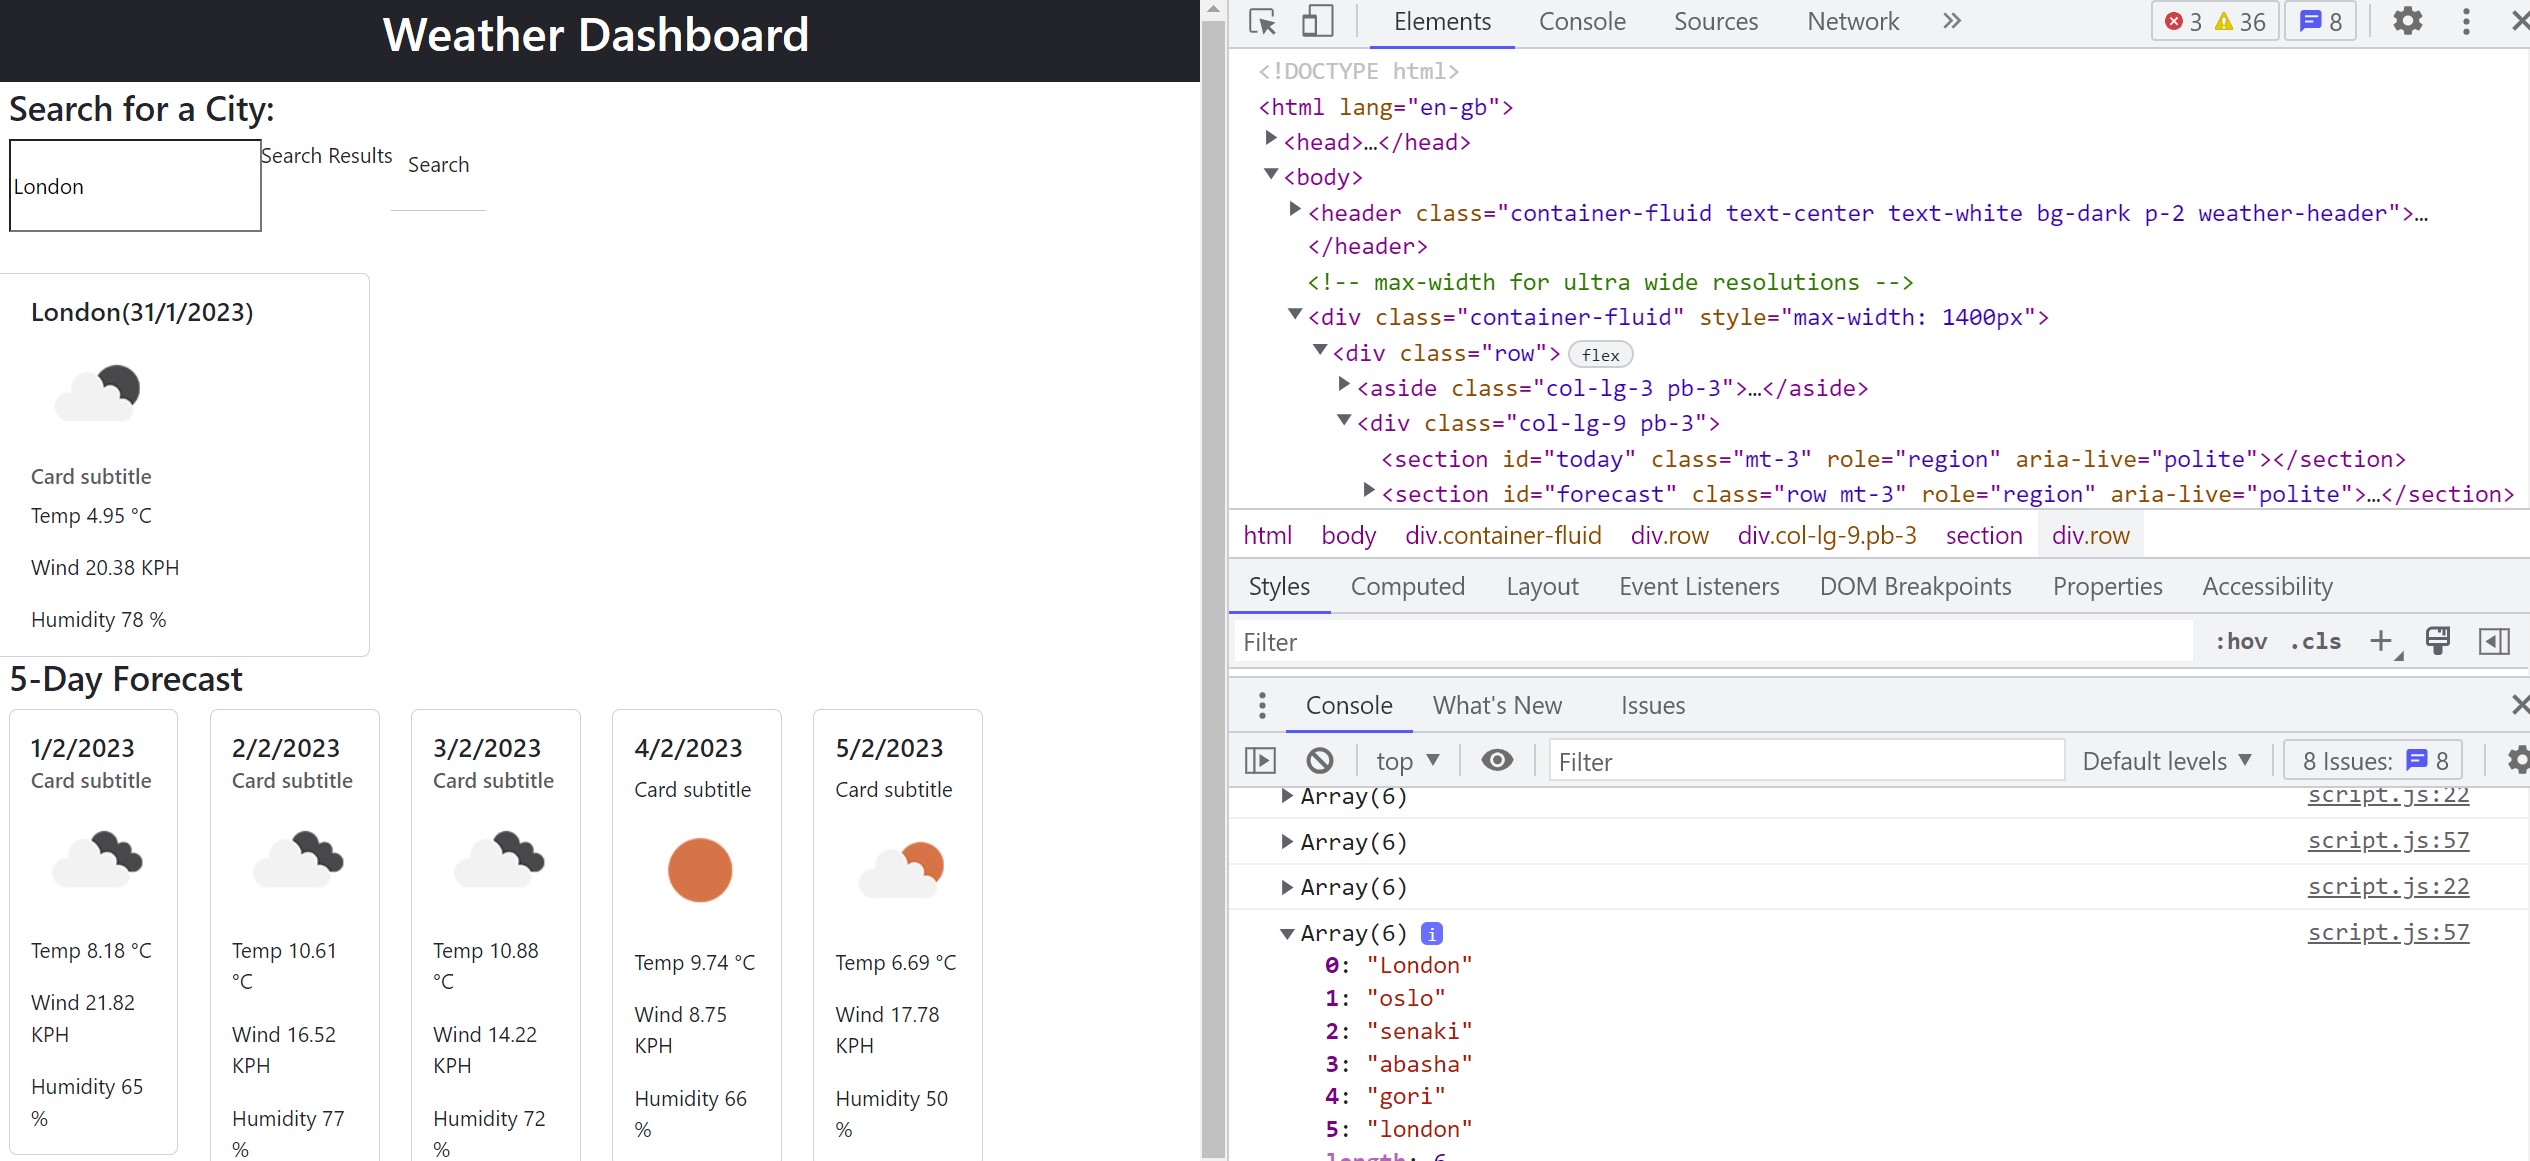 Weather Dashboard
Search for a City:
London
Search Results
Search
London(31/1/2023)
Card subtitle
Temp 4.95 °C
Wind 20.38 KPH
Humidity 78 %
5-Day Forecast
1/2/2023
Card subtitle
Temp 8.18 °C
Wind 21.82
KPH
Humidity 65
%
2/2/2023
Card subtitle
Temp 10.61
°C
Wind 16.52
KPH
Humidity 77
%
3/2/2023
Card subtitle
Temp 10.88
°C
Wind 14.22
KPH
Humidity 72
%
4/2/2023
Card subtitle
Temp 9.74 °C
Wind 8.75
KPH
Humidity 66
%
5/2/2023
Card subtitle
Temp 6.69 °C
Wind 17.78
KPH
Humidity 50
%
Elements Console Sources Network 3 36 8
<!DOCTYPE html>
<html lang="en-gb">
<head>…</head>
<body>
<header class="container-fluid text-center text-white bg-dark p-2 weather-header">…
</header>
<!-- max-width for ultra wide resolutions -->
<div class="container-fluid" style="max-width: 1400px">
<div class="row"> flex
<aside class="col-lg-3 pb-3">…</aside>
<div class="col-lg-9 pb-3">
<section id="today" class="mt-3" role="region" aria-live="polite"></section>
<section id="forecast" class="row mt-3" role="region" aria-live="polite">…</section>
html body div.container-fluid div.row div.col-lg-9.pb-3 section div.row
Styles Computed Layout Event Listeners DOM Breakpoints Properties Accessibility
Filter :hov .cls
Console What's New Issues
top Filter Default levels 8 Issues: 8
Array(6) script.js:22
Array(6) script.js:57
Array(6) script.js:22
Array(6) i script.js:57
0: "London"
1: "oslo"
2: "senaki"
3: "abasha"
4: "gori"
5: "london"
length: 6